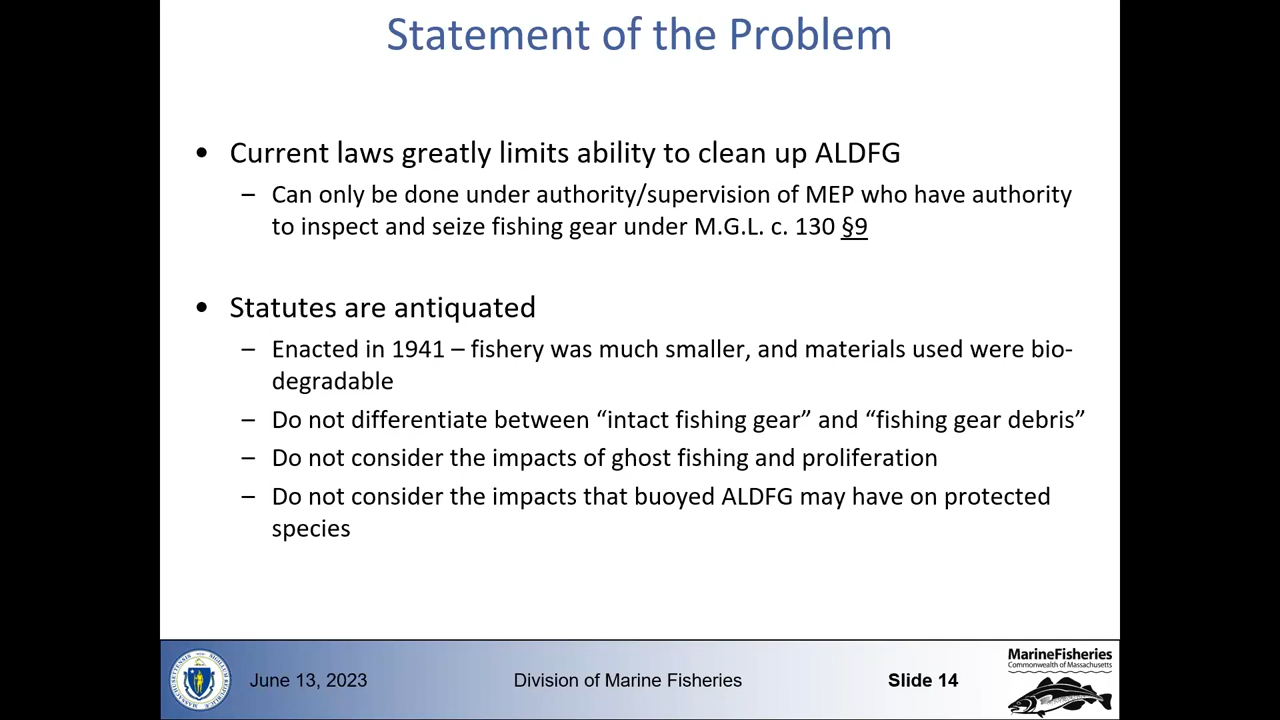 Statement of the Problem
• Current laws greatly limits ability to clean up ALDFG
– Can only be done under authority/supervision of MEP who have authority
to inspect and seize fishing gear under M.G.L. c. 130 §9
• Statutes are antiquated
– Enacted in 1941 – fishery was much smaller, and materials used were bio-
degradable
– Do not differentiate between “intact fishing gear” and “fishing gear debris”
– Do not consider the impacts of ghost fishing and proliferation
– Do not consider the impacts that buoyed ALDFG may have on protected
species
June 13, 2023
Division of Marine Fisheries
Slide 14
MarineFisheries
Commonwealth of Massachusetts